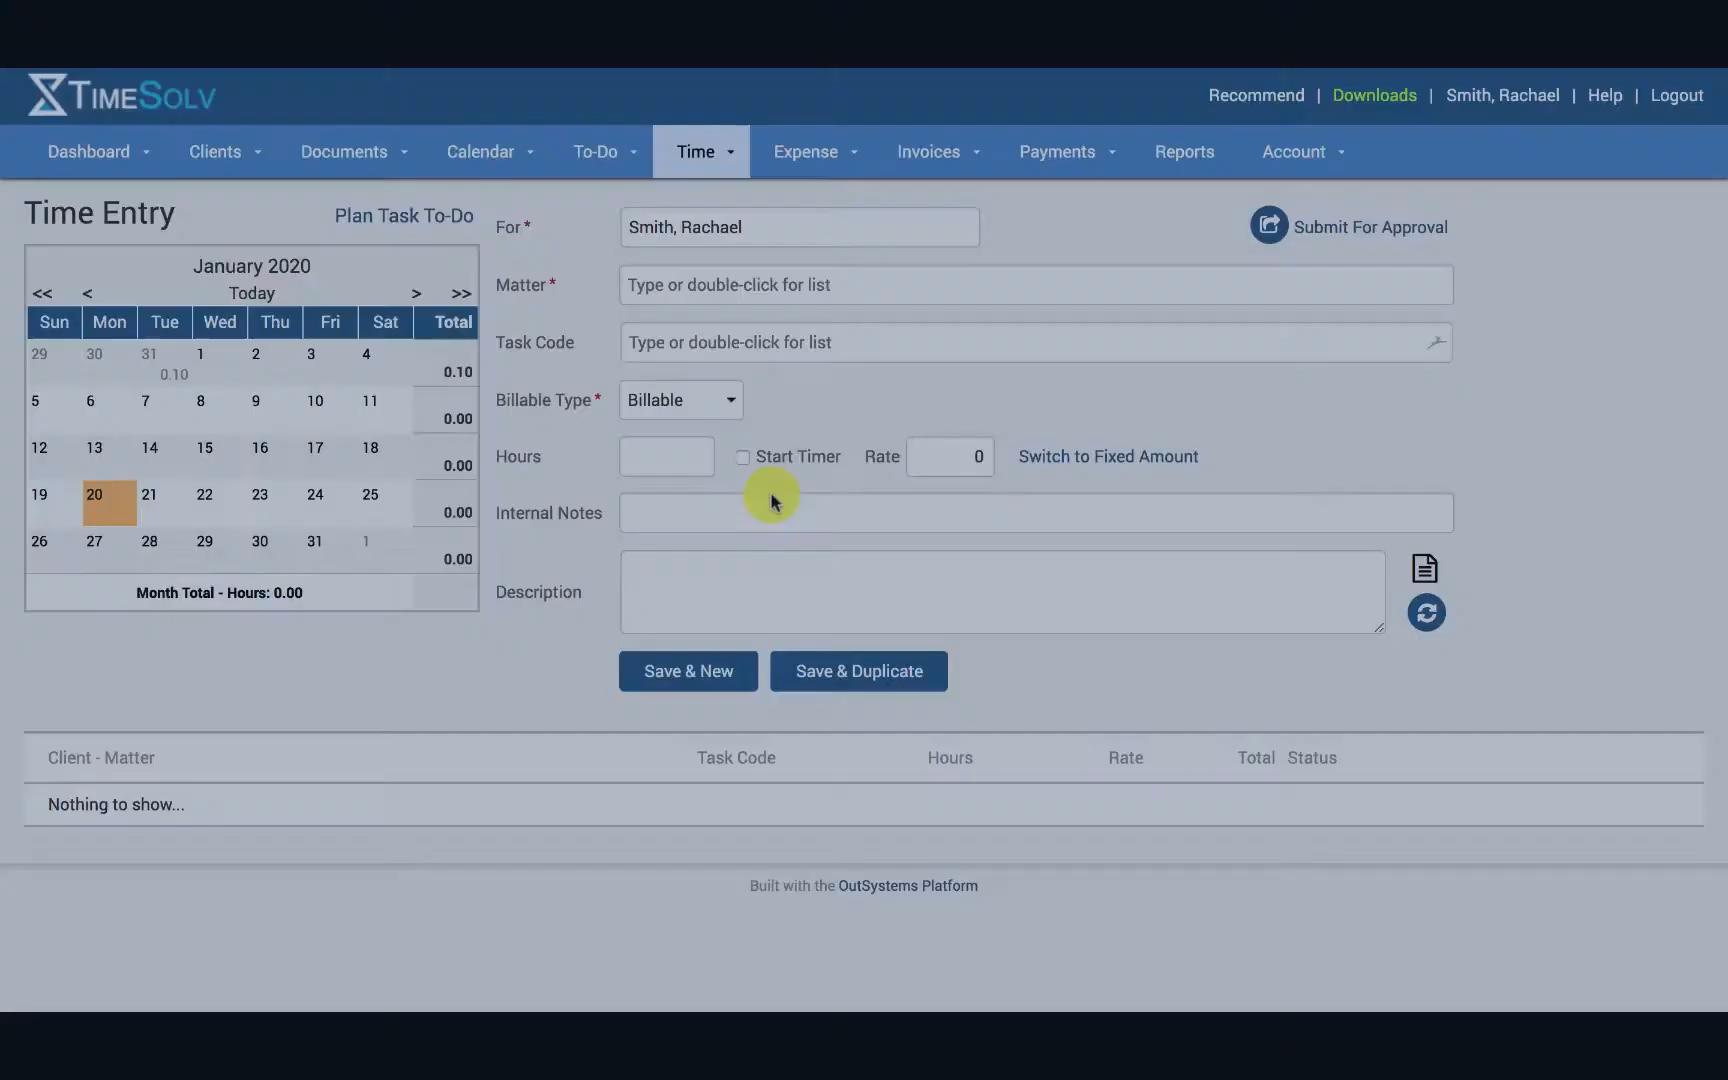 TIMESOLV
Recommend | Downloads | Smith, Rachael | Help | Logout
Dashboard Clients Documents Calendar To-Do Time Expense Invoices Payments Reports Account
Time Entry
Plan Task To-Do
January 2020
<< < Today > >>
Sun Mon Tue Wed Thu Fri Sat Total
29 30 31 1 2 3 4
0.10 0.10
5 6 7 8 9 10 11
0.00
12 13 14 15 16 17 18
0.00
19 20 21 22 23 24 25
0.00
26 27 28 29 30 31 1
0.00
Month Total - Hours: 0.00
For* Smith, Rachael
Submit For Approval
Matter* Type or double-click for list
Task Code Type or double-click for list
Billable Type* Billable
Hours Start Timer Rate 0 Switch to Fixed Amount
Internal Notes
Description
Save & New Save & Duplicate
Client - Matter Task Code Hours Rate Total Status
Nothing to show...
Built with the OutSystems Platform